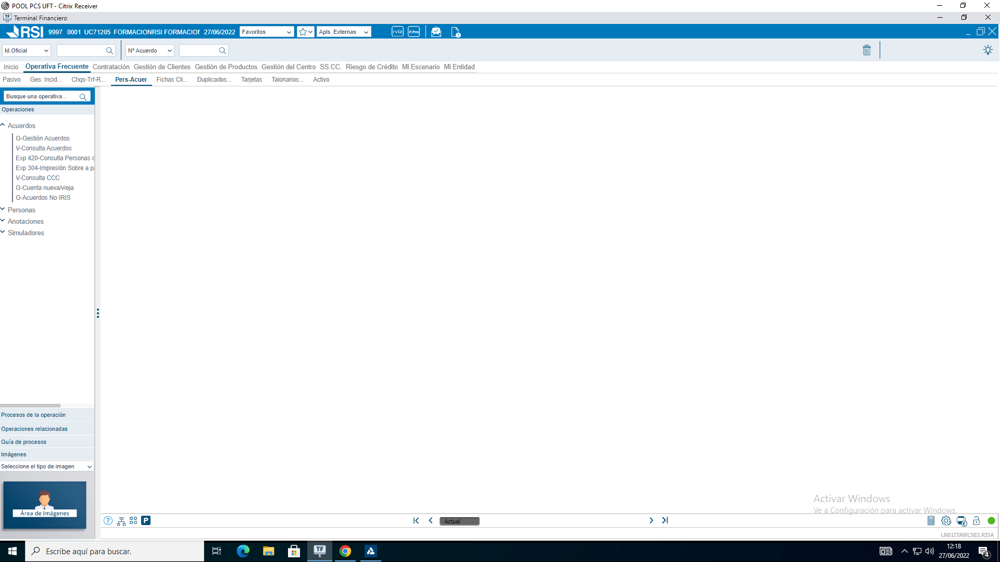 POOL PCS UFT - Citrix Receiver
TF Terminal Financiero
RSI 9997 0001 UC71205 FORMACIONRSI FORMACIO 27/06/2022 Favoritos Apls. Externas rvía F.Pro
Id.Oficial Nº Acuerdo
Inicio Operativa Frecuente Contratación Gestión de Clientes Gestión de Productos Gestión del Centro SS.CC. Riesgo de Crédito Mi Escenario Mi Entidad
Pasivo Ges. Incid... Chqs-Trf-R... Pers-Acuer Fichas Cli... Duplicados... Tarjetas Talonarios... Activo
Busque una operativa...
Operaciones
Acuerdos
G-Gestión Acuerdos
V-Consulta Acuerdos
Exp 420-Consulta Personas
Exp 304-Impresión Sobre a
V-Consulta CCC
G-Cuenta nueva/vieja
G-Acuerdos No IRIS
Personas
Anotaciones
Simuladores
Procesos de la operación
Operaciones relacionadas
Guía de procesos
Imágenes
Seleccione el tipo de imagen
Área de Imágenes
Activar Windows
Ve a Configuración para activar Windows.
? P Actual
LN01ITAWLS03.RISA
Escribe aquí para buscar.
TF
12:18
27/06/2022
4